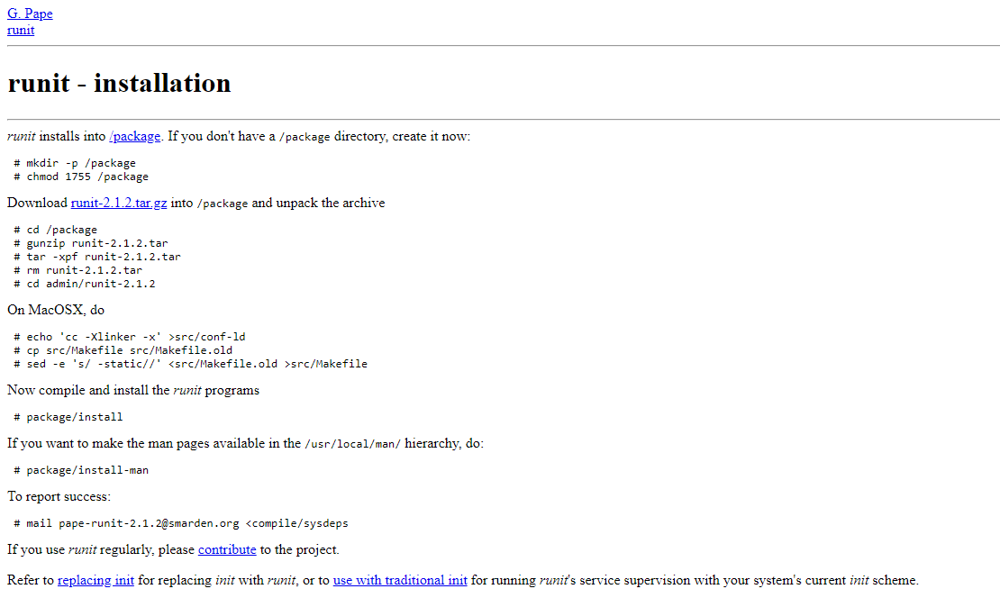 G. Pape
runit
runit - installation
runit installs into /package. If you don't have a /package directory, create it now:
# mkdir -p /package
# chmod 1755 /package
Download runit-2.1.2.tar.gz into /package and unpack the archive
# cd /package
# gunzip runit-2.1.2.tar
# tar -xpf runit-2.1.2.tar
# rm runit-2.1.2.tar
# cd admin/runit-2.1.2
On MacOSX, do
# echo 'cc -Xlinker -x' >src/conf-ld
# cp src/Makefile src/Makefile.old
# sed -e 's/ -static//' <src/Makefile.old >src/Makefile
Now compile and install the runit programs
# package/install
If you want to make the man pages available in the /usr/local/man/ hierarchy, do:
# package/install-man
To report success:
# mail pape-runit-2.1.2@smarden.org <compile/sysdeps
If you use runit regularly, please contribute to the project.
Refer to replacing init for replacing init with runit, or to use with traditional init for running runit's service supervision with your system's current init scheme.